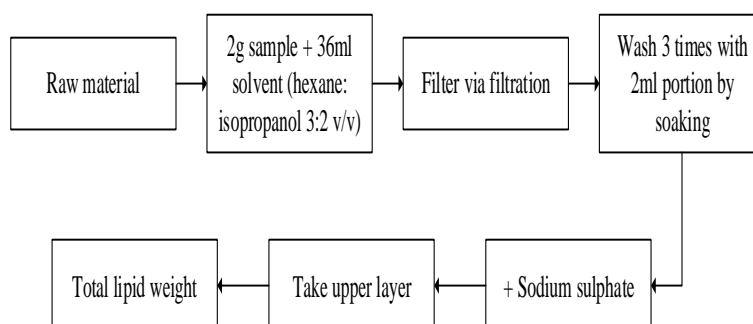 Raw material
2g sample + 36ml
solvent (hexane:
isopropanol 3:2 v/v)
Filter via filtration
Wash 3 times with
2ml portion by
soaking
+ Sodium sulphate
Take upper layer
Total lipid weight